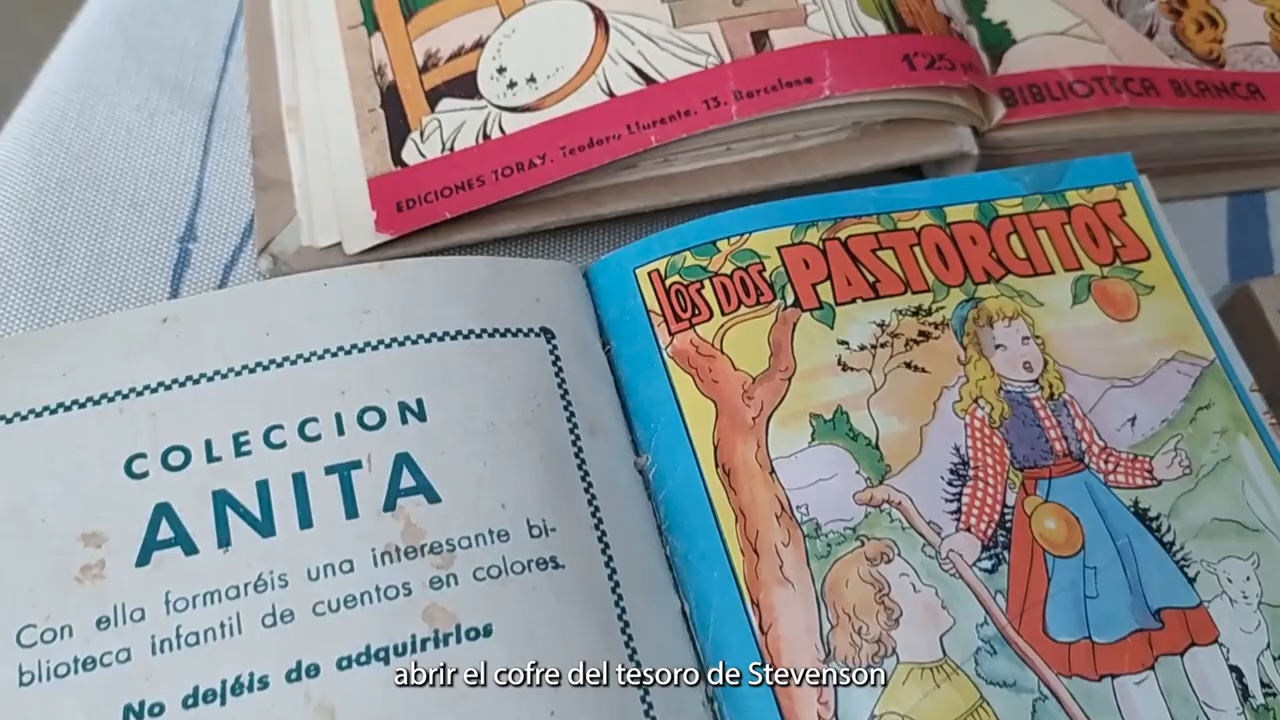 1'25
EDICIONES TORAY. Teodoro Llorente, 13. Barcelona
BIBLIOTECA BLANCA
LOS DOS PASTORCITOS
COLECCION
ANITA
Con ella formaréis una interesante bi-
blioteca infantil de cuentos en colores.
No dejéis de adquirirlos
abrir el cofre del tesoro de Stevenson